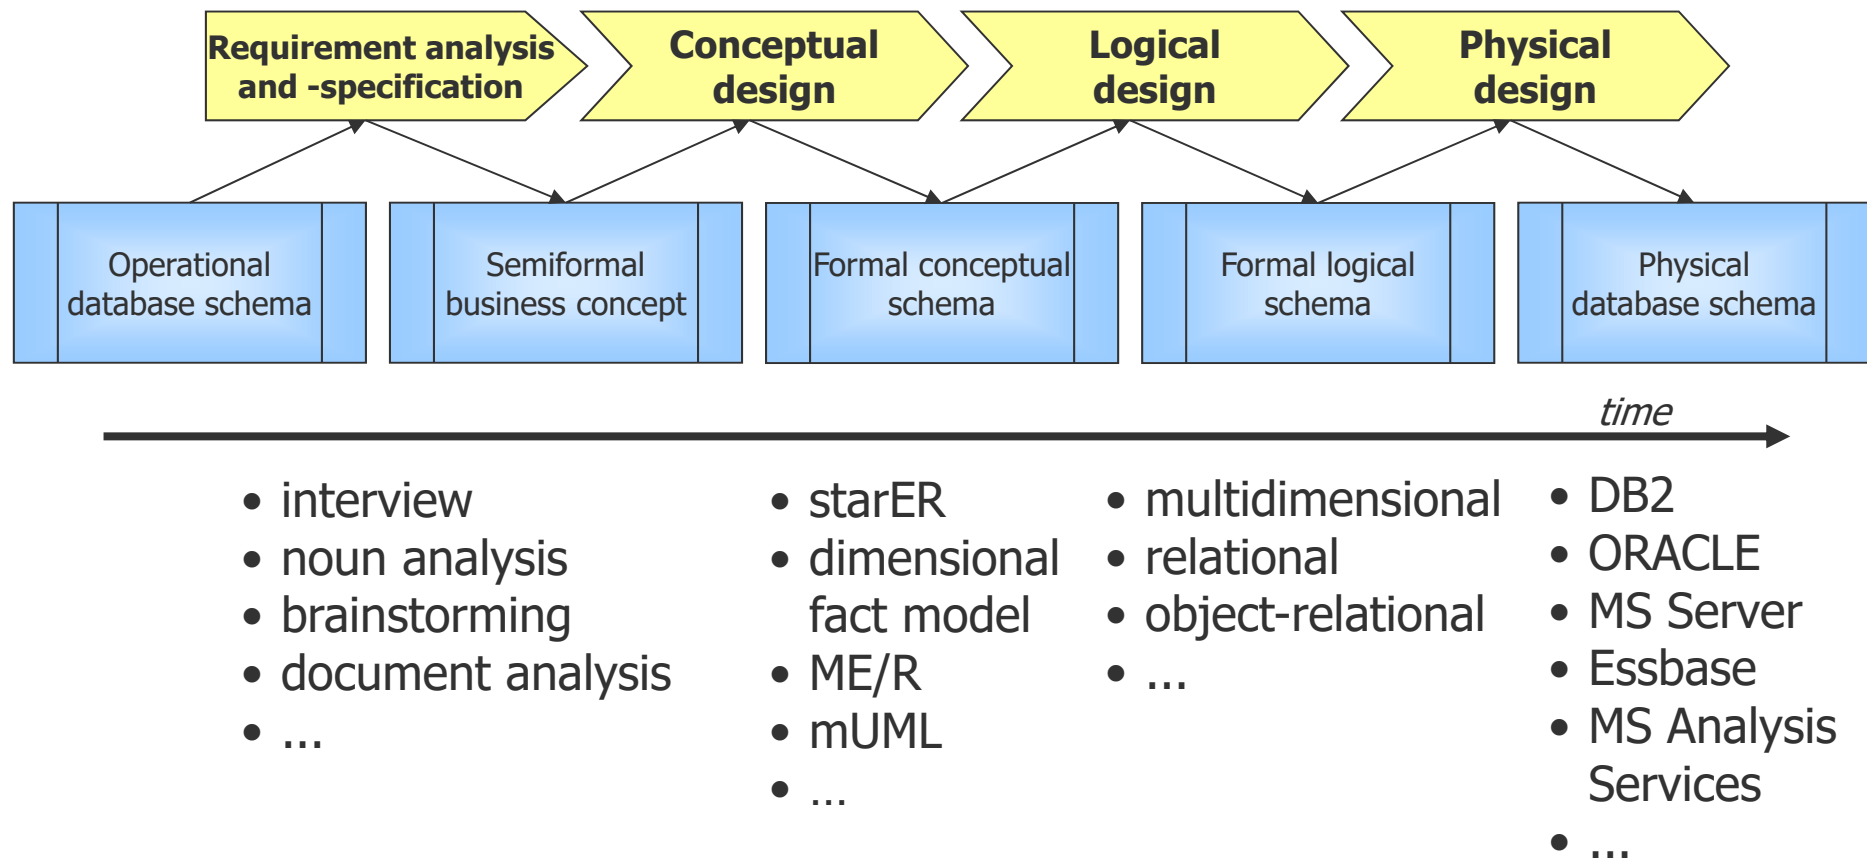 Requirement analysis
and -specification
Conceptual
design
Logical
design
Physical
design
Operational
database schema
Semiformal
business concept
Formal conceptual
schema
Formal logical
schema
Physical
database schema
time
• interview
• noun analysis
• brainstorming
• document analysis
• ...
• starER
• dimensional
fact model
• ME/R
• mUML
• ...
• multidimensional
• relational
• object-relational
• ...
• DB2
• ORACLE
• MS Server
• Essbase
• MS Analysis
Services
• ...